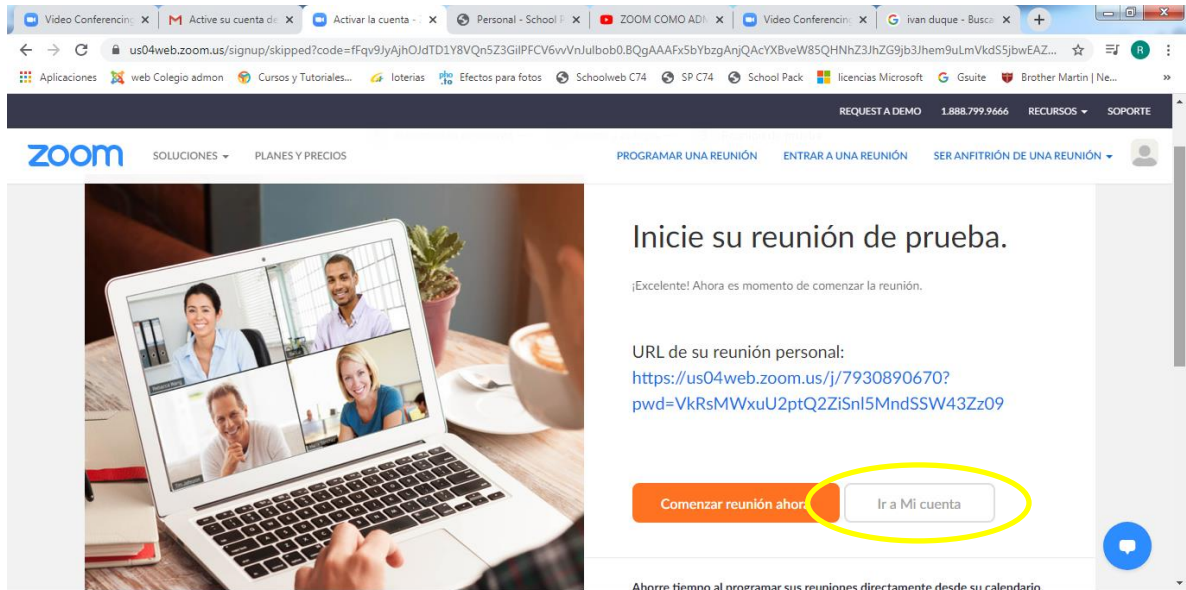 Video Conferencing
Active su cuenta de
Activar la cuenta -
Personal - School P
ZOOM COMO ADM
Video Conferencing
ivan duque - Busca
us04web.zoom.us/signup/
Aplicaciones
web Colegio admon
Cursos y Tutoriales...
loterias
Efectos para fotos
Schoolweb C74
SP C74
School Pack
licencias Microsoft
Gsuite
Brother Martin | Ne...
REQUEST A DEMO 1.888.799.9666 RECURSOS SOPORTE
zoom SOLUCIONES PLANES Y PRECIOS PROGRAMAR UNA REUNIÓN ENTRAR A UNA REUNIÓN SER ANFITRIÓN DE UNA REUNIÓN
Inicie su reunión de prueba.
¡Excelente! Ahora es momento de comenzar la reunión.
URL de su reunión personal:
https://us04web.zoom.us/j/7930890670?
pwd=VkRsMWxuU2ptQ2ZiSnl5MndSSW43Zz09
Comenzar reunión ahora Ir a Mi cuenta
Ahorre tiempo al programar sus reuniones directamente desde su calendario